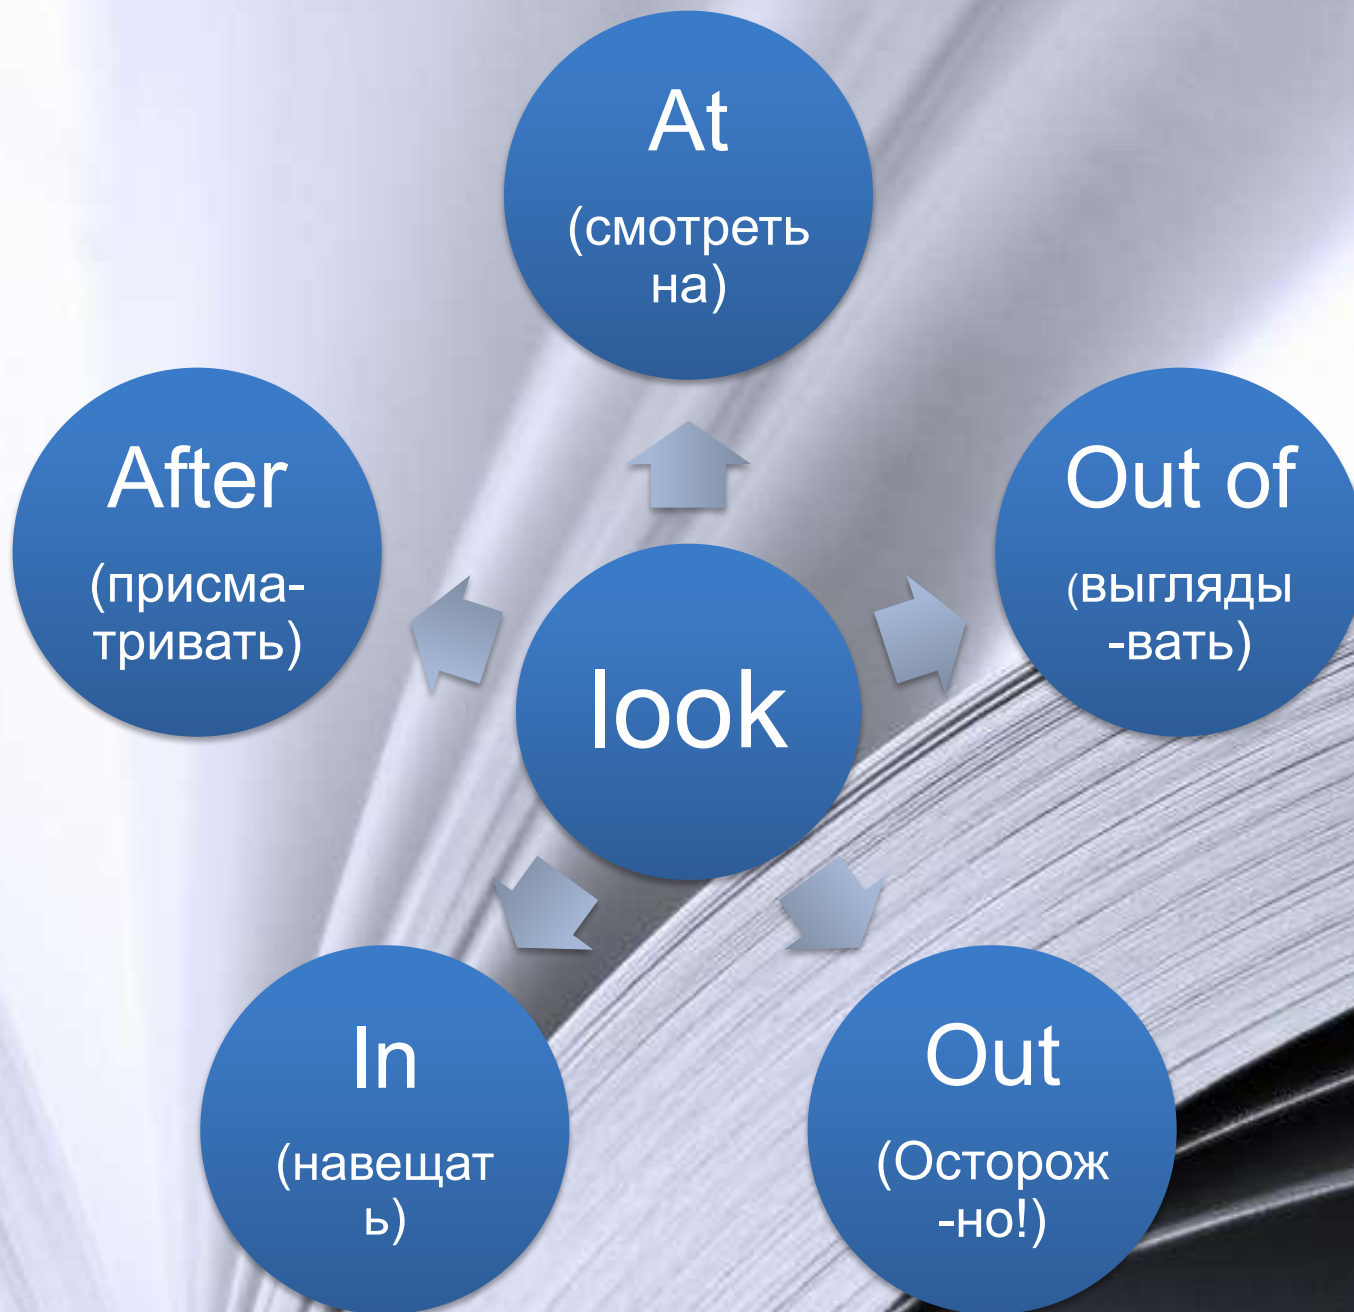 At
(смотреть
на)
After
(присма-
тривать)
Out of
(выгляды
-вать)
look
In
(навещат
ь)
Out
(Осторож
-но!)